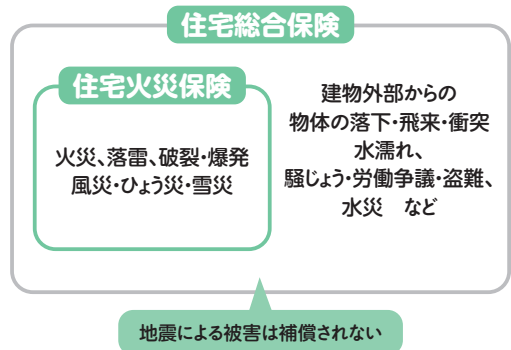 住宅総合保険
住宅火災保険
火災、落雷、破裂・爆発
風災・ひょう災・雪災
建物外部からの
物体の落下・飛来・衝突
水濡れ、
騒じょう・労働争議・盗難、
水災　など
地震による被害は補償されない